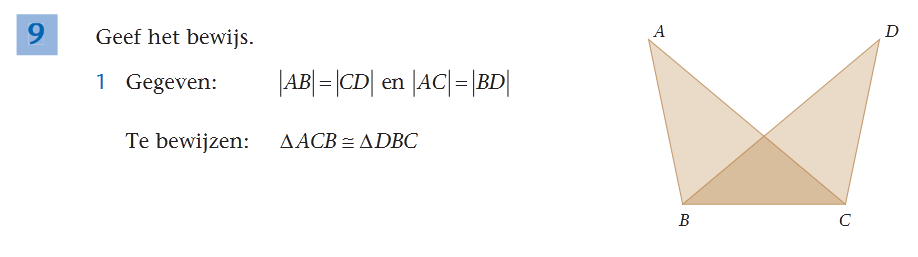 9 Geef het bewijs.
1 Gegeven: |AB| = |CD| en |AC| = |BD|
Te bewijzen: ΔACB ≅ ΔDBC
A D
B C